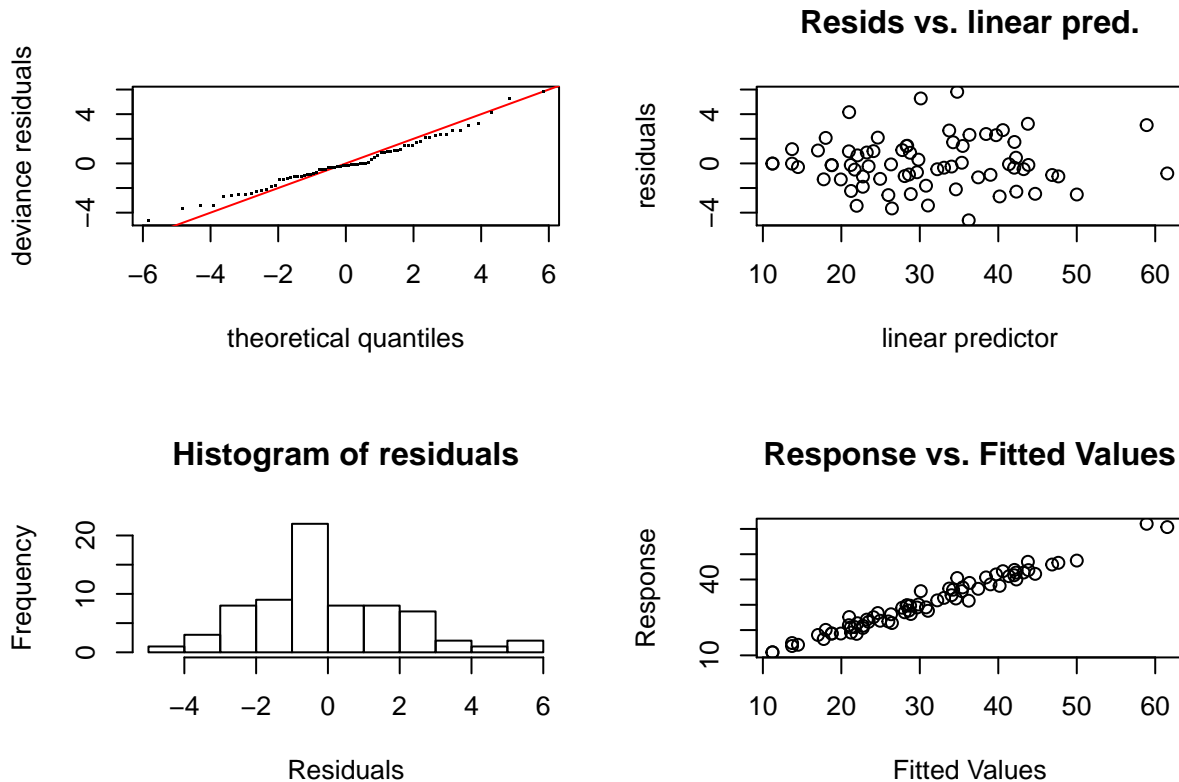 deviance residuals
4
0
−4
−6 −4 −2 0 2 4 6
theoretical quantiles
Resids vs. linear pred.
residuals
4
0
−4
10 20 30 40 50 60
linear predictor
Histogram of residuals
Frequency
20
10
0
−4 −2 0 2 4 6
Residuals
Response vs. Fitted Values
Response
40
10
10 20 30 40 50 60
Fitted Values